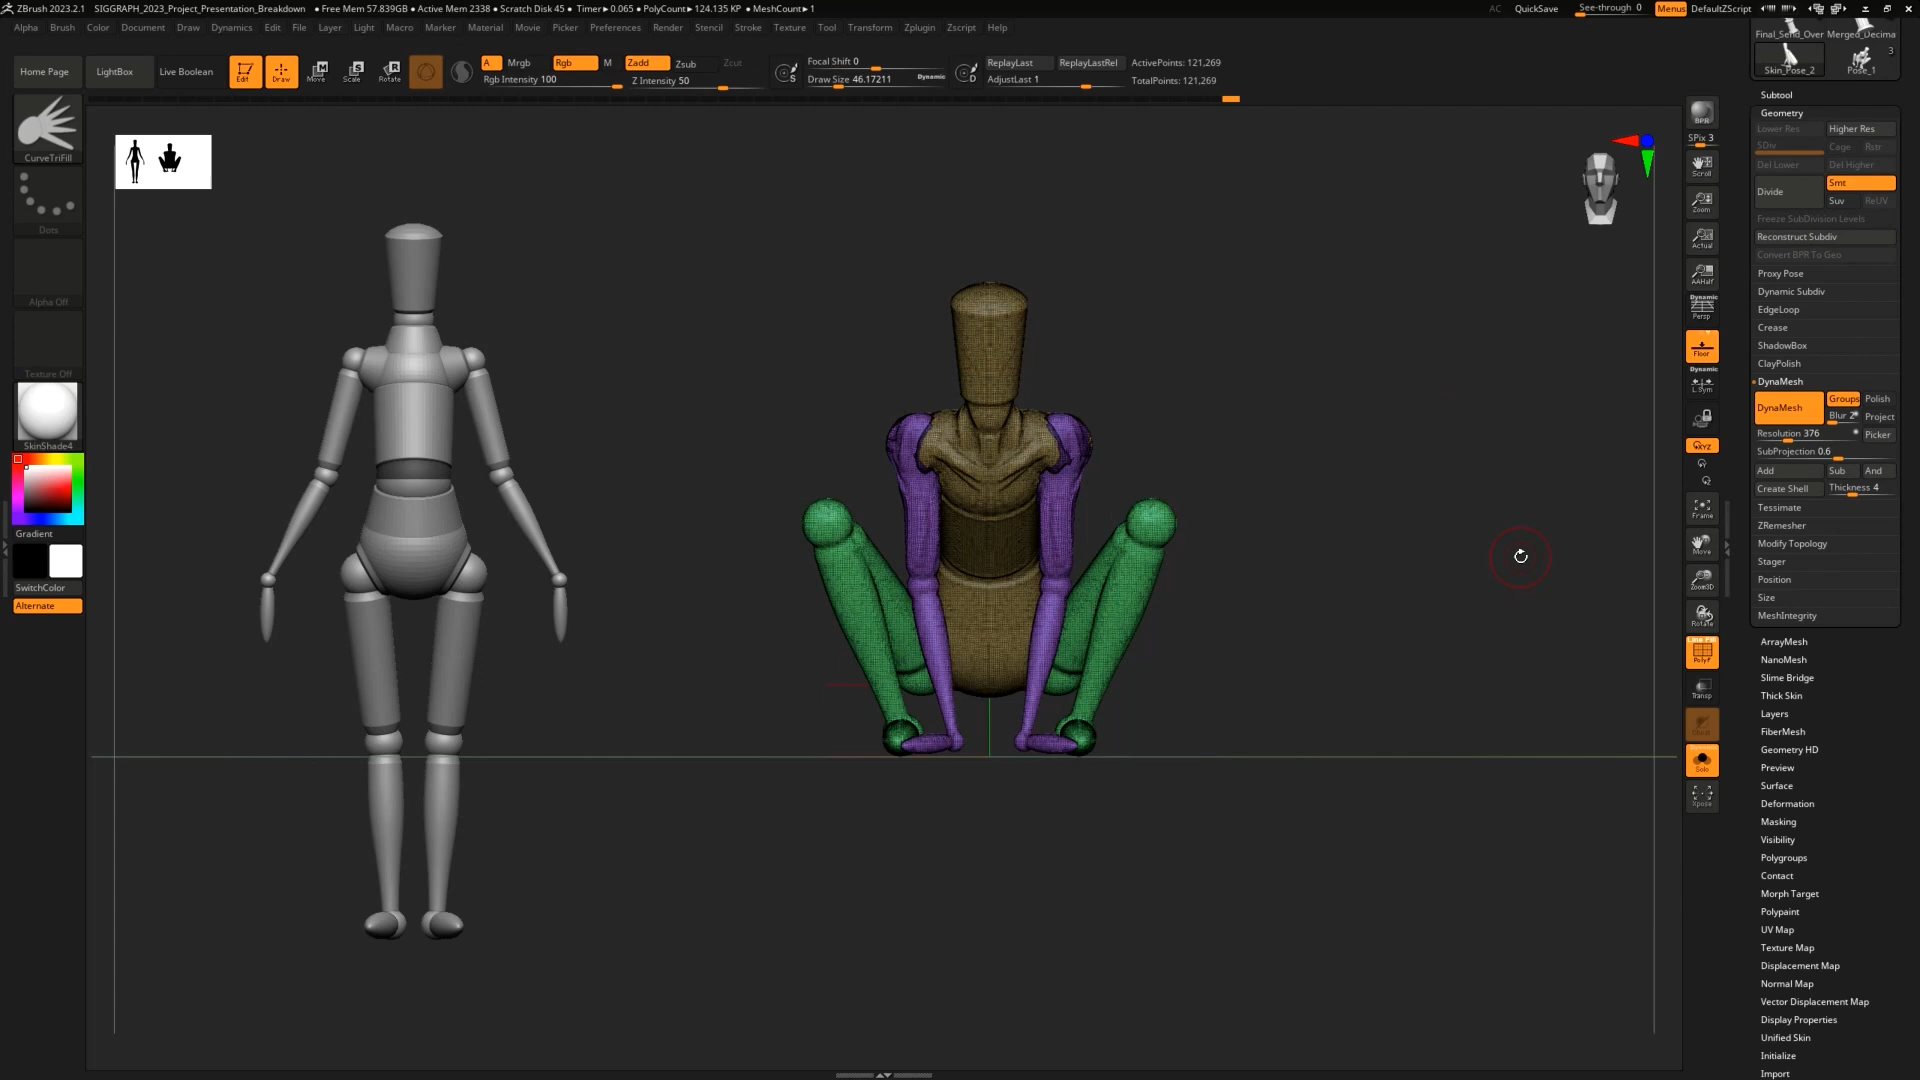 ZBrush 2023.2.1 SIGGRAPH_2023_Project_Presentation_Breakdown • Free Mem 57.839GB • Active Mem 2338 • Scratch Disk 45 • Timer▸0.065 • PolyCount▸124.135 KP • MeshCount▸1 AC QuickSave See-through 0 Menus DefaultZScript
Alpha Brush Color Document Draw Dynamics Edit File Layer Light Macro Marker Material Movie Picker Preferences Render Stencil Stroke Texture Tool Transform Zplugin Zscript Help
Final_Send_Over Merged_Decima
Skin_Pose_2 Pose_1 3
Home Page LightBox Live Boolean Edit Draw Move Scale Rotate
A Mrgb Rgb M Zadd Zsub Zcut
Rgb Intensity 100 Z Intensity 50
Focal Shift 0
Draw Size 46.17211 Dynamic
S D
ReplayLast ReplayLastRel ActivePoints: 121,269
AdjustLast 1 TotalPoints: 121,269
CurveTriFill
Dots
Alpha Off
Texture Off
SkinShade4
Gradient
SwitchColor
Alternate
BPR
SPix 3
Scroll
Zoom
Actual
AAHalf
Dynamic
Persp
Floor
Dynamic
L.Sym
XYZ
Frame
Move
Zoom3D
Rotate
Line Fill
PolyF
Transp
Ghost
Dynamic
Solo
Xpose
Subtool
Geometry
Lower Res Higher Res
SDiv Cage Rstr
Del Lower Del Higher
Divide Smt
Suv ReUV
Freeze SubDivision Levels
Reconstruct Subdiv
Convert BPR To Geo
Proxy Pose
Dynamic Subdiv
EdgeLoop
Crease
ShadowBox
ClayPolish
DynaMesh
DynaMesh Groups Polish
Blur 2 Project
Resolution 376 Picker
SubProjection 0.6
Add Sub And
Create Shell Thickness 4
Tessimate
ZRemesher
Modify Topology
Stager
Position
Size
MeshIntegrity
ArrayMesh
NanoMesh
Slime Bridge
Thick Skin
Layers
FiberMesh
Geometry HD
Preview
Surface
Deformation
Masking
Visibility
Polygroups
Contact
Morph Target
Polypaint
UV Map
Texture Map
Displacement Map
Normal Map
Vector Displacement Map
Display Properties
Unified Skin
Initialize
Import